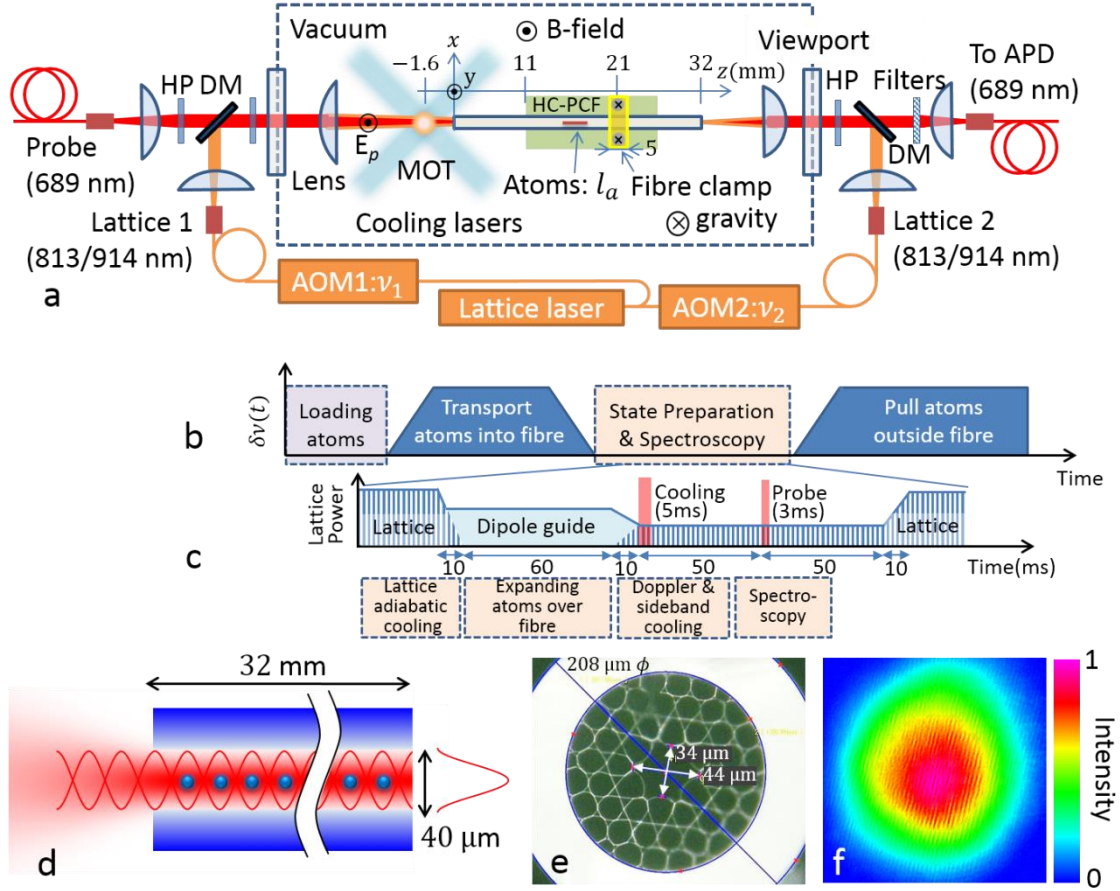 Vacuum
x
B-field
Viewport
To APD
(689 nm)
−1.6
y
11
21
32
z(mm)
HP DM
HP
Filters
HC-PCF
Probe
(689 nm)
E_p
MOT
5
DM
Lens
Atoms: l_a
Fibre clamp
Lattice 1
(813/914 nm)
Cooling lasers
gravity
Lattice 2
(813/914 nm)
a
AOM1:ν_1
Lattice laser
AOM2:ν_2
b
δν(t)
Loading
atoms
Transport
atoms into fibre
State Preparation
& Spectroscopy
Pull atoms
outside fibre
Time
c
Lattice
Power
Lattice
Dipole guide
Cooling
(5ms)
Probe
(3ms)
Lattice
10
60
10
50
50
10
Time(ms)
Lattice
adiabatic
cooling
Expanding
atoms over
fibre
Doppler &
sideband
cooling
Spectro-
scopy
32 mm
40 μm
d
208 μm ϕ
34 μm
44 μm
e
f
1
Intensity
0